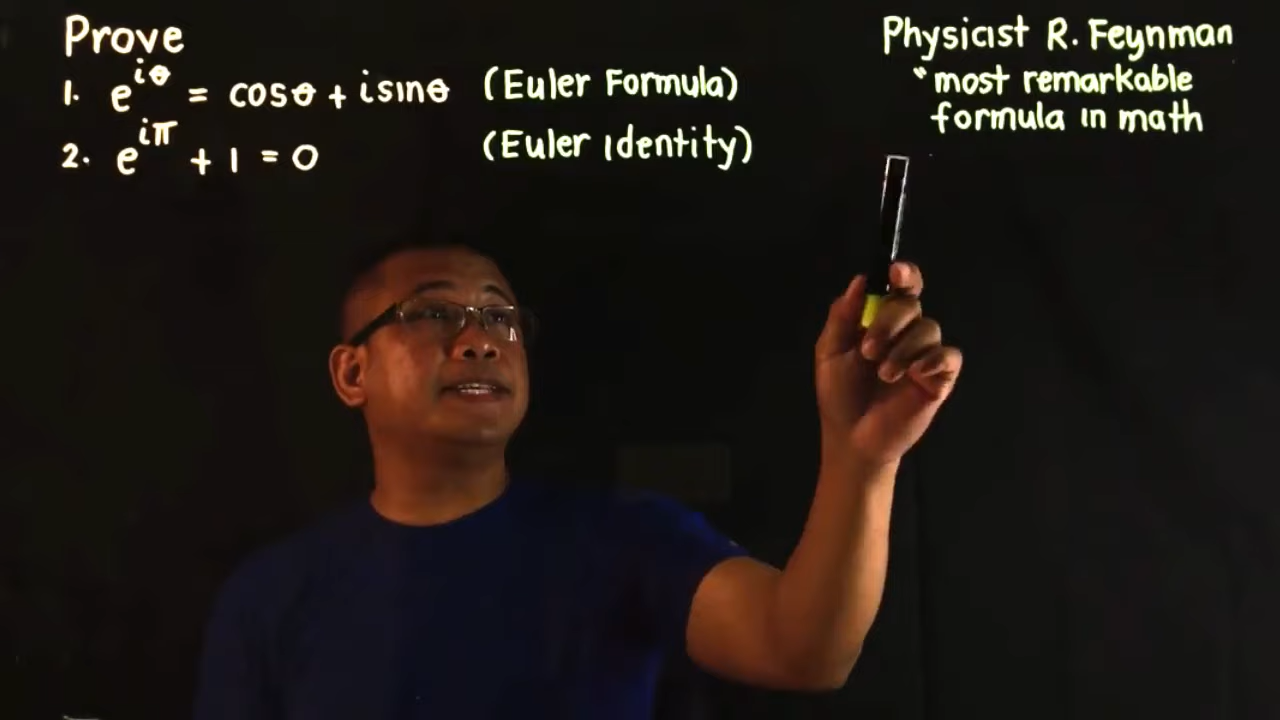 Prove
1. e^{iθ} = cosθ + isinθ (Euler Formula)
2. e^{iπ} + 1 = 0 (Euler Identity)
Physicist R. Feynman
"most remarkable
formula in math